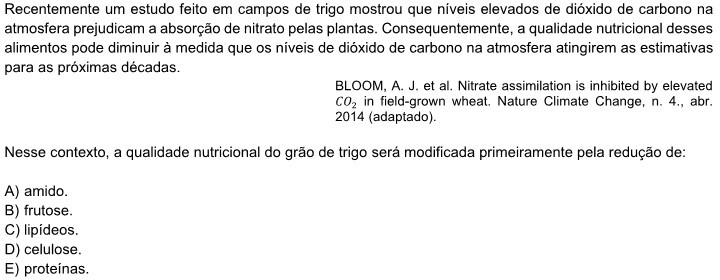 Recentemente um estudo feito em campos de trigo mostrou que níveis elevados de dióxido de carbono na
atmosfera prejudicam a absorção de nitrato pelas plantas. Consequentemente, a qualidade nutricional desses
alimentos pode diminuir à medida que os níveis de dióxido de carbono na atmosfera atingirem as estimativas
para as próximas décadas.
BLOOM, A. J. et al. Nitrate assimilation is inhibited by elevated
CO₂ in field-grown wheat. Nature Climate Change, n. 4., abr.
2014 (adaptado).
Nesse contexto, a qualidade nutricional do grão de trigo será modificada primeiramente pela redução de:
A) amido.
B) frutose.
C) lipídeos.
D) celulose.
E) proteínas.